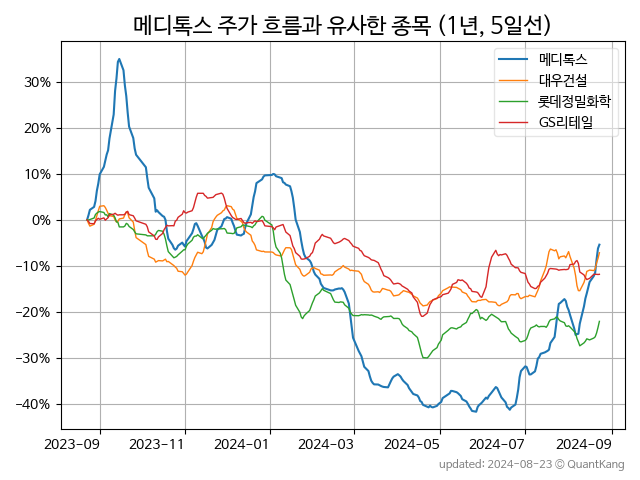 메디톡스 주가 흐름과 유사한 종목 (1년, 5일선)
메디톡스
대우건설
롯데정밀화학
GS리테일
30%
20%
10%
0%
−10%
−20%
−30%
−40%
2023-09 2023-11 2024-01 2024-03 2024-05 2024-07 2024-09
updated: 2024-08-23 © QuantKang